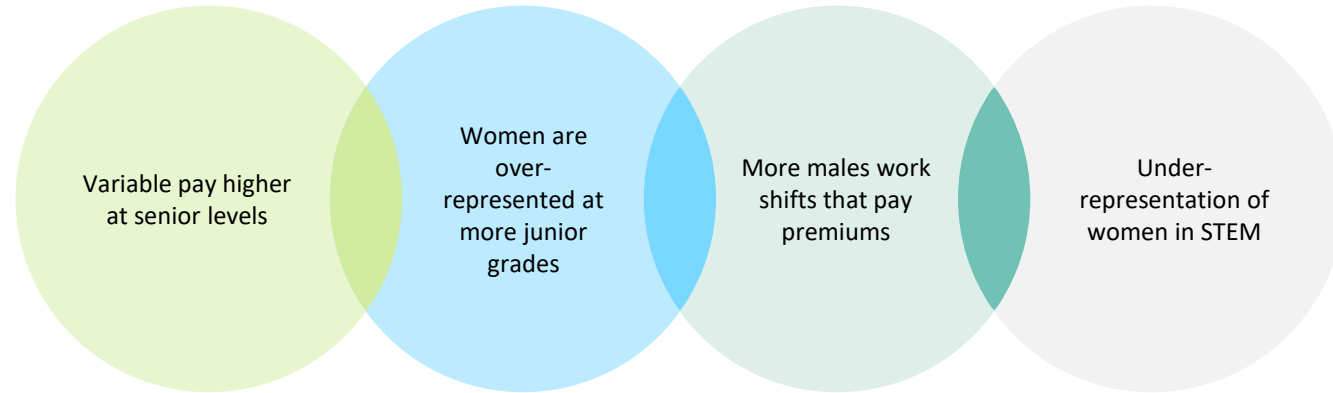 Variable pay higher
at senior levels
Women are
over-
represented at
more junior
grades
More males work
shifts that pay
premiums
Under-
representation of
women in STEM